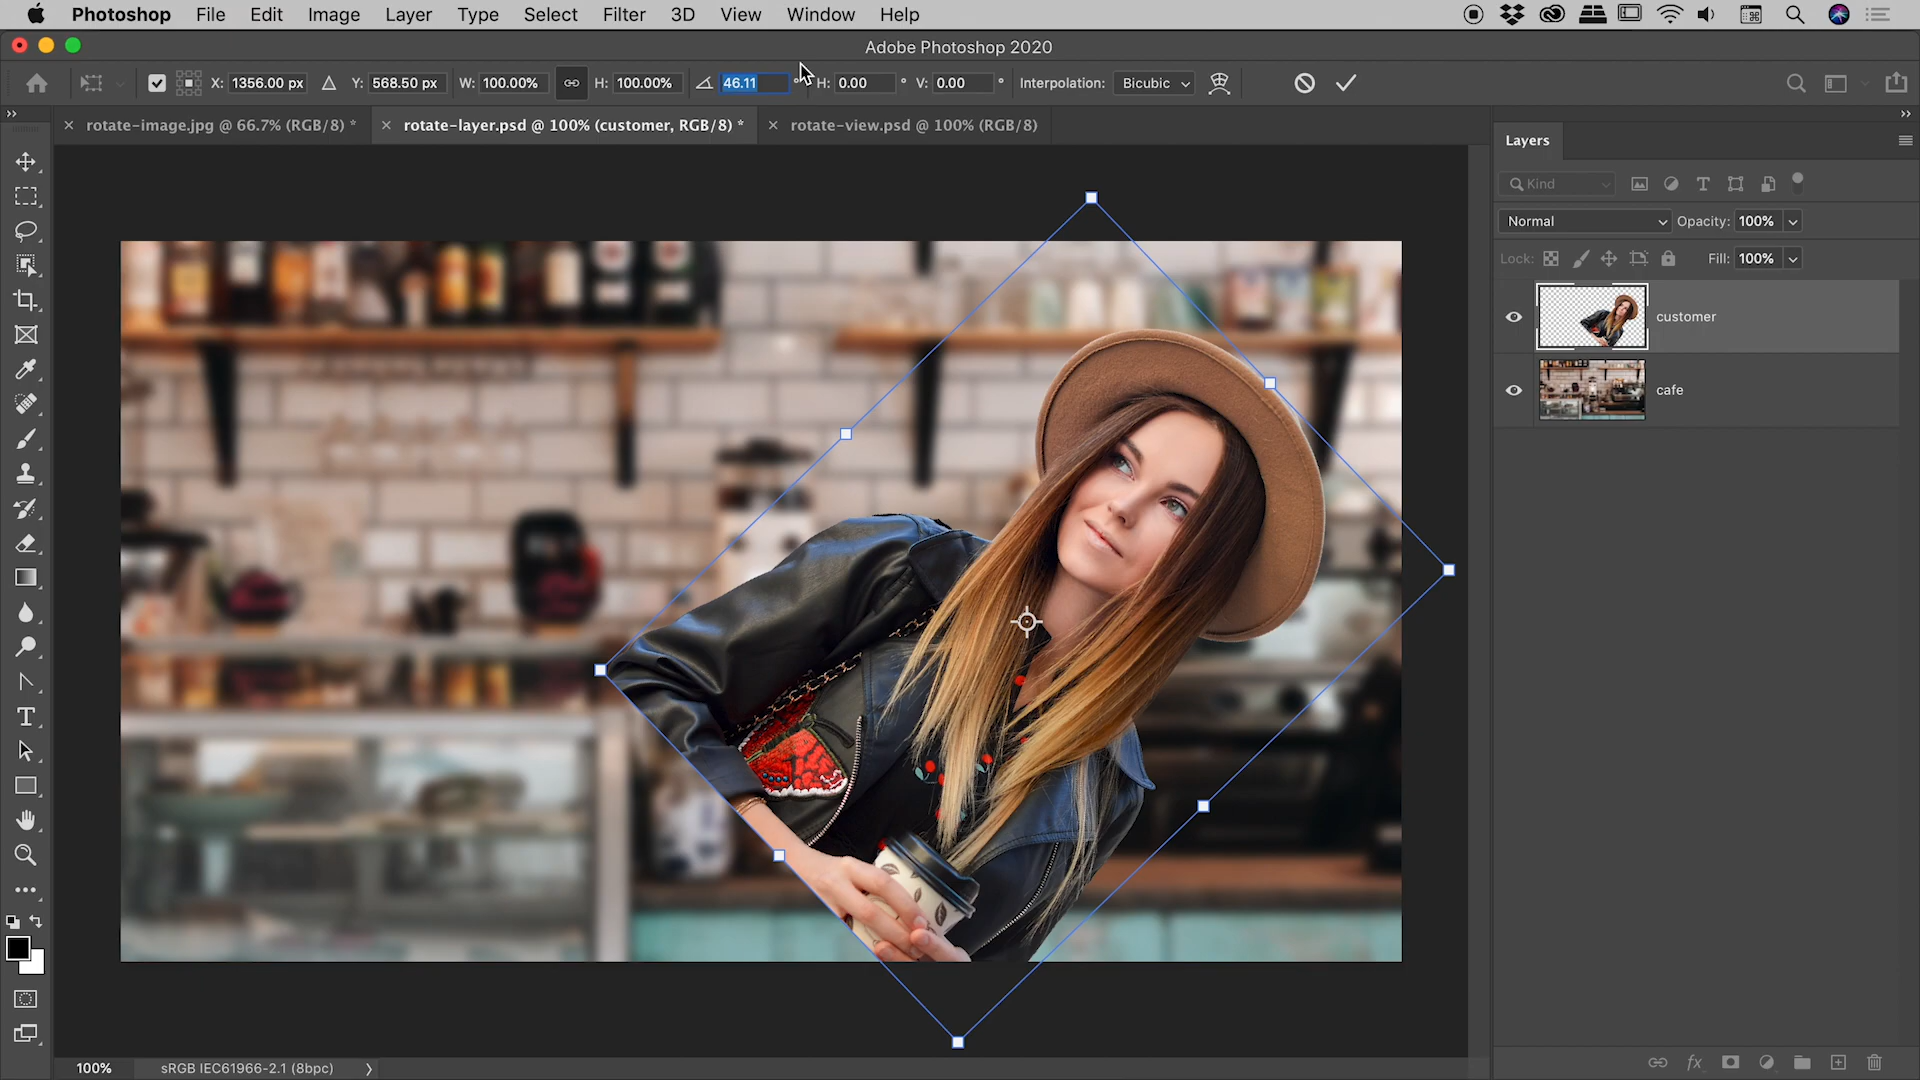 Photoshop File Edit Image Layer Type Select Filter 3D View Window Help
Adobe Photoshop 2020
X: 1356.00 px Y: 568.50 px W: 100.00% H: 100.00% 46.11 ° H: 0.00 ° V: 0.00 ° Interpolation: Bicubic
rotate-image.jpg @ 66.7% (RGB/8) * rotate-layer.psd @ 100% (customer, RGB/8) * rotate-view.psd @ 100% (RGB/8)
Layers
Kind
Normal Opacity: 100%
Lock: Fill: 100%
customer
cafe
100% sRGB IEC61966-2.1 (8bpc)